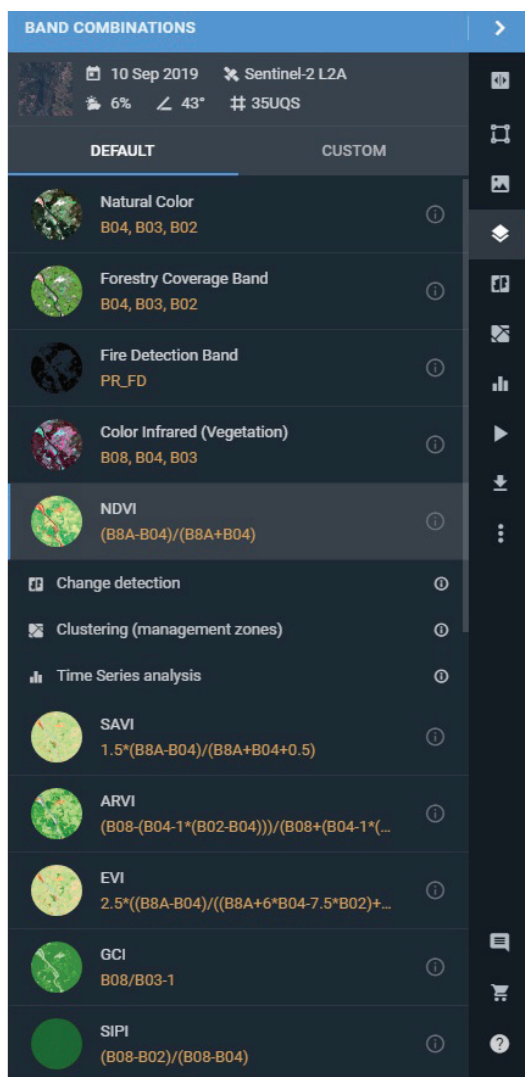 BAND COMBINATIONS
10 Sep 2019 Sentinel-2 L2A
6% 43° 35UQS
DEFAULT CUSTOM
Natural Color
B04, B03, B02
Forestry Coverage Band
B04, B03, B02
Fire Detection Band
PR_FD
Color Infrared (Vegetation)
B08, B04, B03
NDVI
(B8A-B04)/(B8A+B04)
Change detection
Clustering (management zones)
Time Series analysis
SAVI
1.5*(B8A-B04)/(B8A+B04+0.5)
ARVI
(B08-(B04-1*(B02-B04)))/(B08+(B04-1*(...
EVI
2.5*((B8A-B04)/((B8A+6*B04-7.5*B02)+...
GCI
B08/B03-1
SIPI
(B08-B02)/(B08-B04)